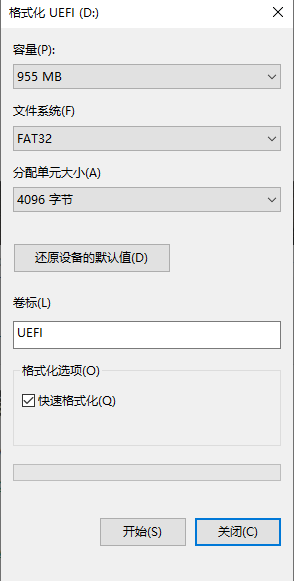 格式化 UEFI (D:)
容量(P):
955 MB
文件系统(F)
FAT32
分配单元大小(A)
4096 字节
还原设备的默认值(D)
卷标(L)
UEFI
格式化选项(O)
快速格式化(Q)
开始(S)
关闭(C)